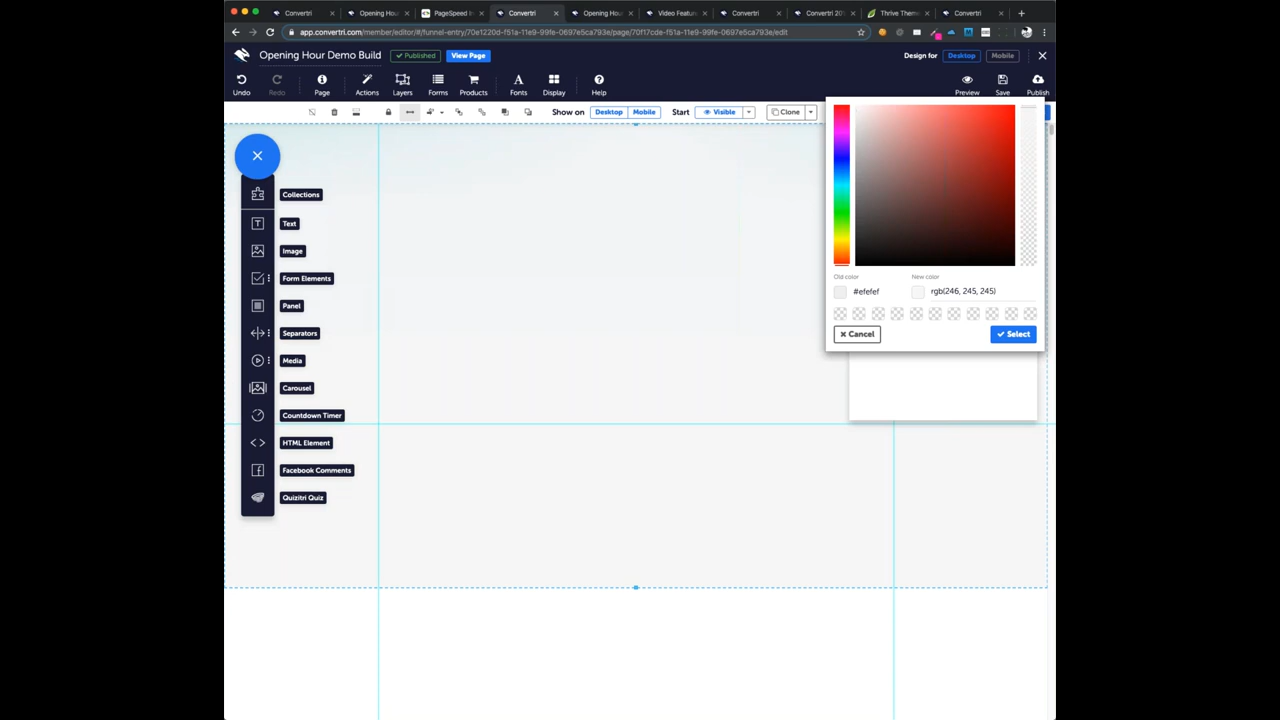 Convertri
Opening Hour
PageSpeed In
Convertri
Opening Hou
Video Featur
Convertri
Convertri 20
Thrive Them
Convertri
app.convertri.com/member/editor/#/funnel-entry/70e1220d-f51a-11e9-99fe-0697e5ca793e/page/70f17cde-f51a-11e9-99fe-0697e5ca793e/edit
Opening Hour Demo Build
Published
View Page
Design for
Desktop
Mobile
Undo
Redo
Page
Actions
Layers
Forms
Products
Fonts
Display
Help
Preview
Save
Publish
Show on
Desktop
Mobile
Start
Visible
Clone
Collections
Text
Image
Form Elements
Panel
Separators
Media
Carousel
Countdown Timer
HTML Element
Facebook Comments
Quizitri Quiz
Old color
New color
#efefef
rgb(246, 245, 245)
Cancel
Select